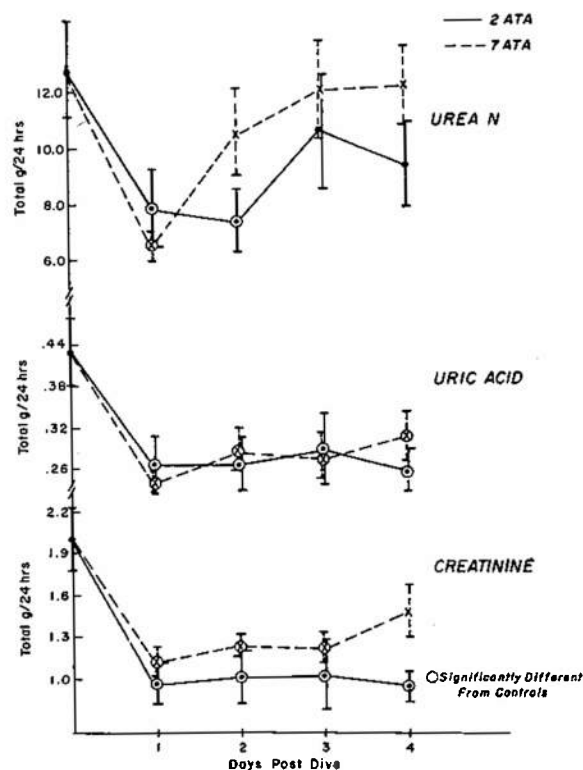 2 ATA
7 ATA
Total g/24 hrs
12.0
10.0
8.0
6.0
UREA N
Total g/24 hrs
.44
.38
.32
.26
URIC ACID
Total g/24 hrs
2.2
1.9
1.6
1.3
1.0
CREATININE
Significantly Different
From Controls
1
2
3
4
Days Post Dive